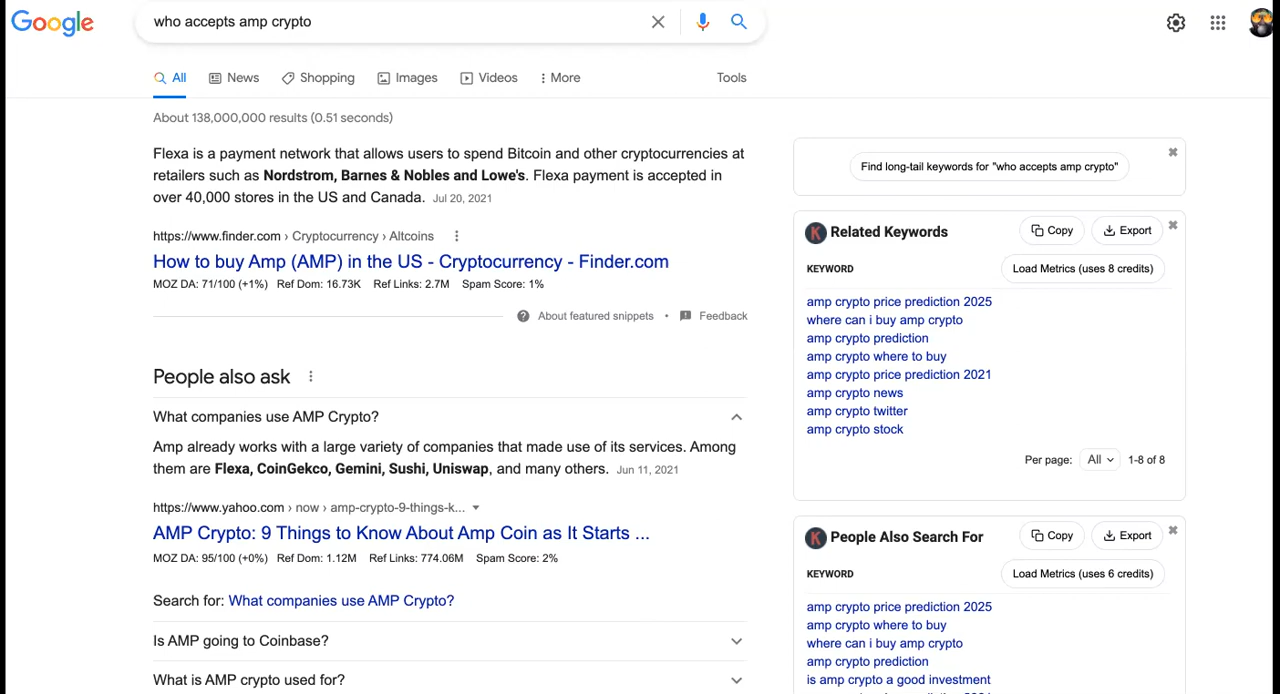 Google
who accepts amp crypto
All
News
Shopping
Images
Videos
More
Tools
About 138,000,000 results (0.51 seconds)
Flexa is a payment network that allows users to spend Bitcoin and other cryptocurrencies at
retailers such as Nordstrom, Barnes & Nobles and Lowe's. Flexa payment is accepted in
over 40,000 stores in the US and Canada. Jul 20, 2021
https://www.finder.com › Cryptocurrency › Altcoins
How to buy Amp (AMP) in the US - Cryptocurrency - Finder.com
MOZ DA: 71/100 (+1%) Ref Dom: 16.73K Ref Links: 2.7M Spam Score: 1%
About featured snippets • Feedback
People also ask
What companies use AMP Crypto?
Amp already works with a large variety of companies that made use of its services. Among
them are Flexa, CoinGekco, Gemini, Sushi, Uniswap, and many others. Jun 11, 2021
https://www.yahoo.com › now › amp-crypto-9-things-k...
AMP Crypto: 9 Things to Know About Amp Coin as It Starts ...
MOZ DA: 95/100 (+0%) Ref Dom: 1.12M Ref Links: 774.06M Spam Score: 2%
Search for: What companies use AMP Crypto?
Is AMP going to Coinbase?
What is AMP crypto used for?
Find long-tail keywords for "who accepts amp crypto"
K Related Keywords
Copy
Export
KEYWORD
Load Metrics (uses 8 credits)
amp crypto price prediction 2025
where can i buy amp crypto
amp crypto prediction
amp crypto where to buy
amp crypto price prediction 2021
amp crypto news
amp crypto twitter
amp crypto stock
Per page: All 1-8 of 8
K People Also Search For
Copy
Export
KEYWORD
Load Metrics (uses 6 credits)
amp crypto price prediction 2025
amp crypto where to buy
where can i buy amp crypto
amp crypto prediction
is amp crypto a good investment